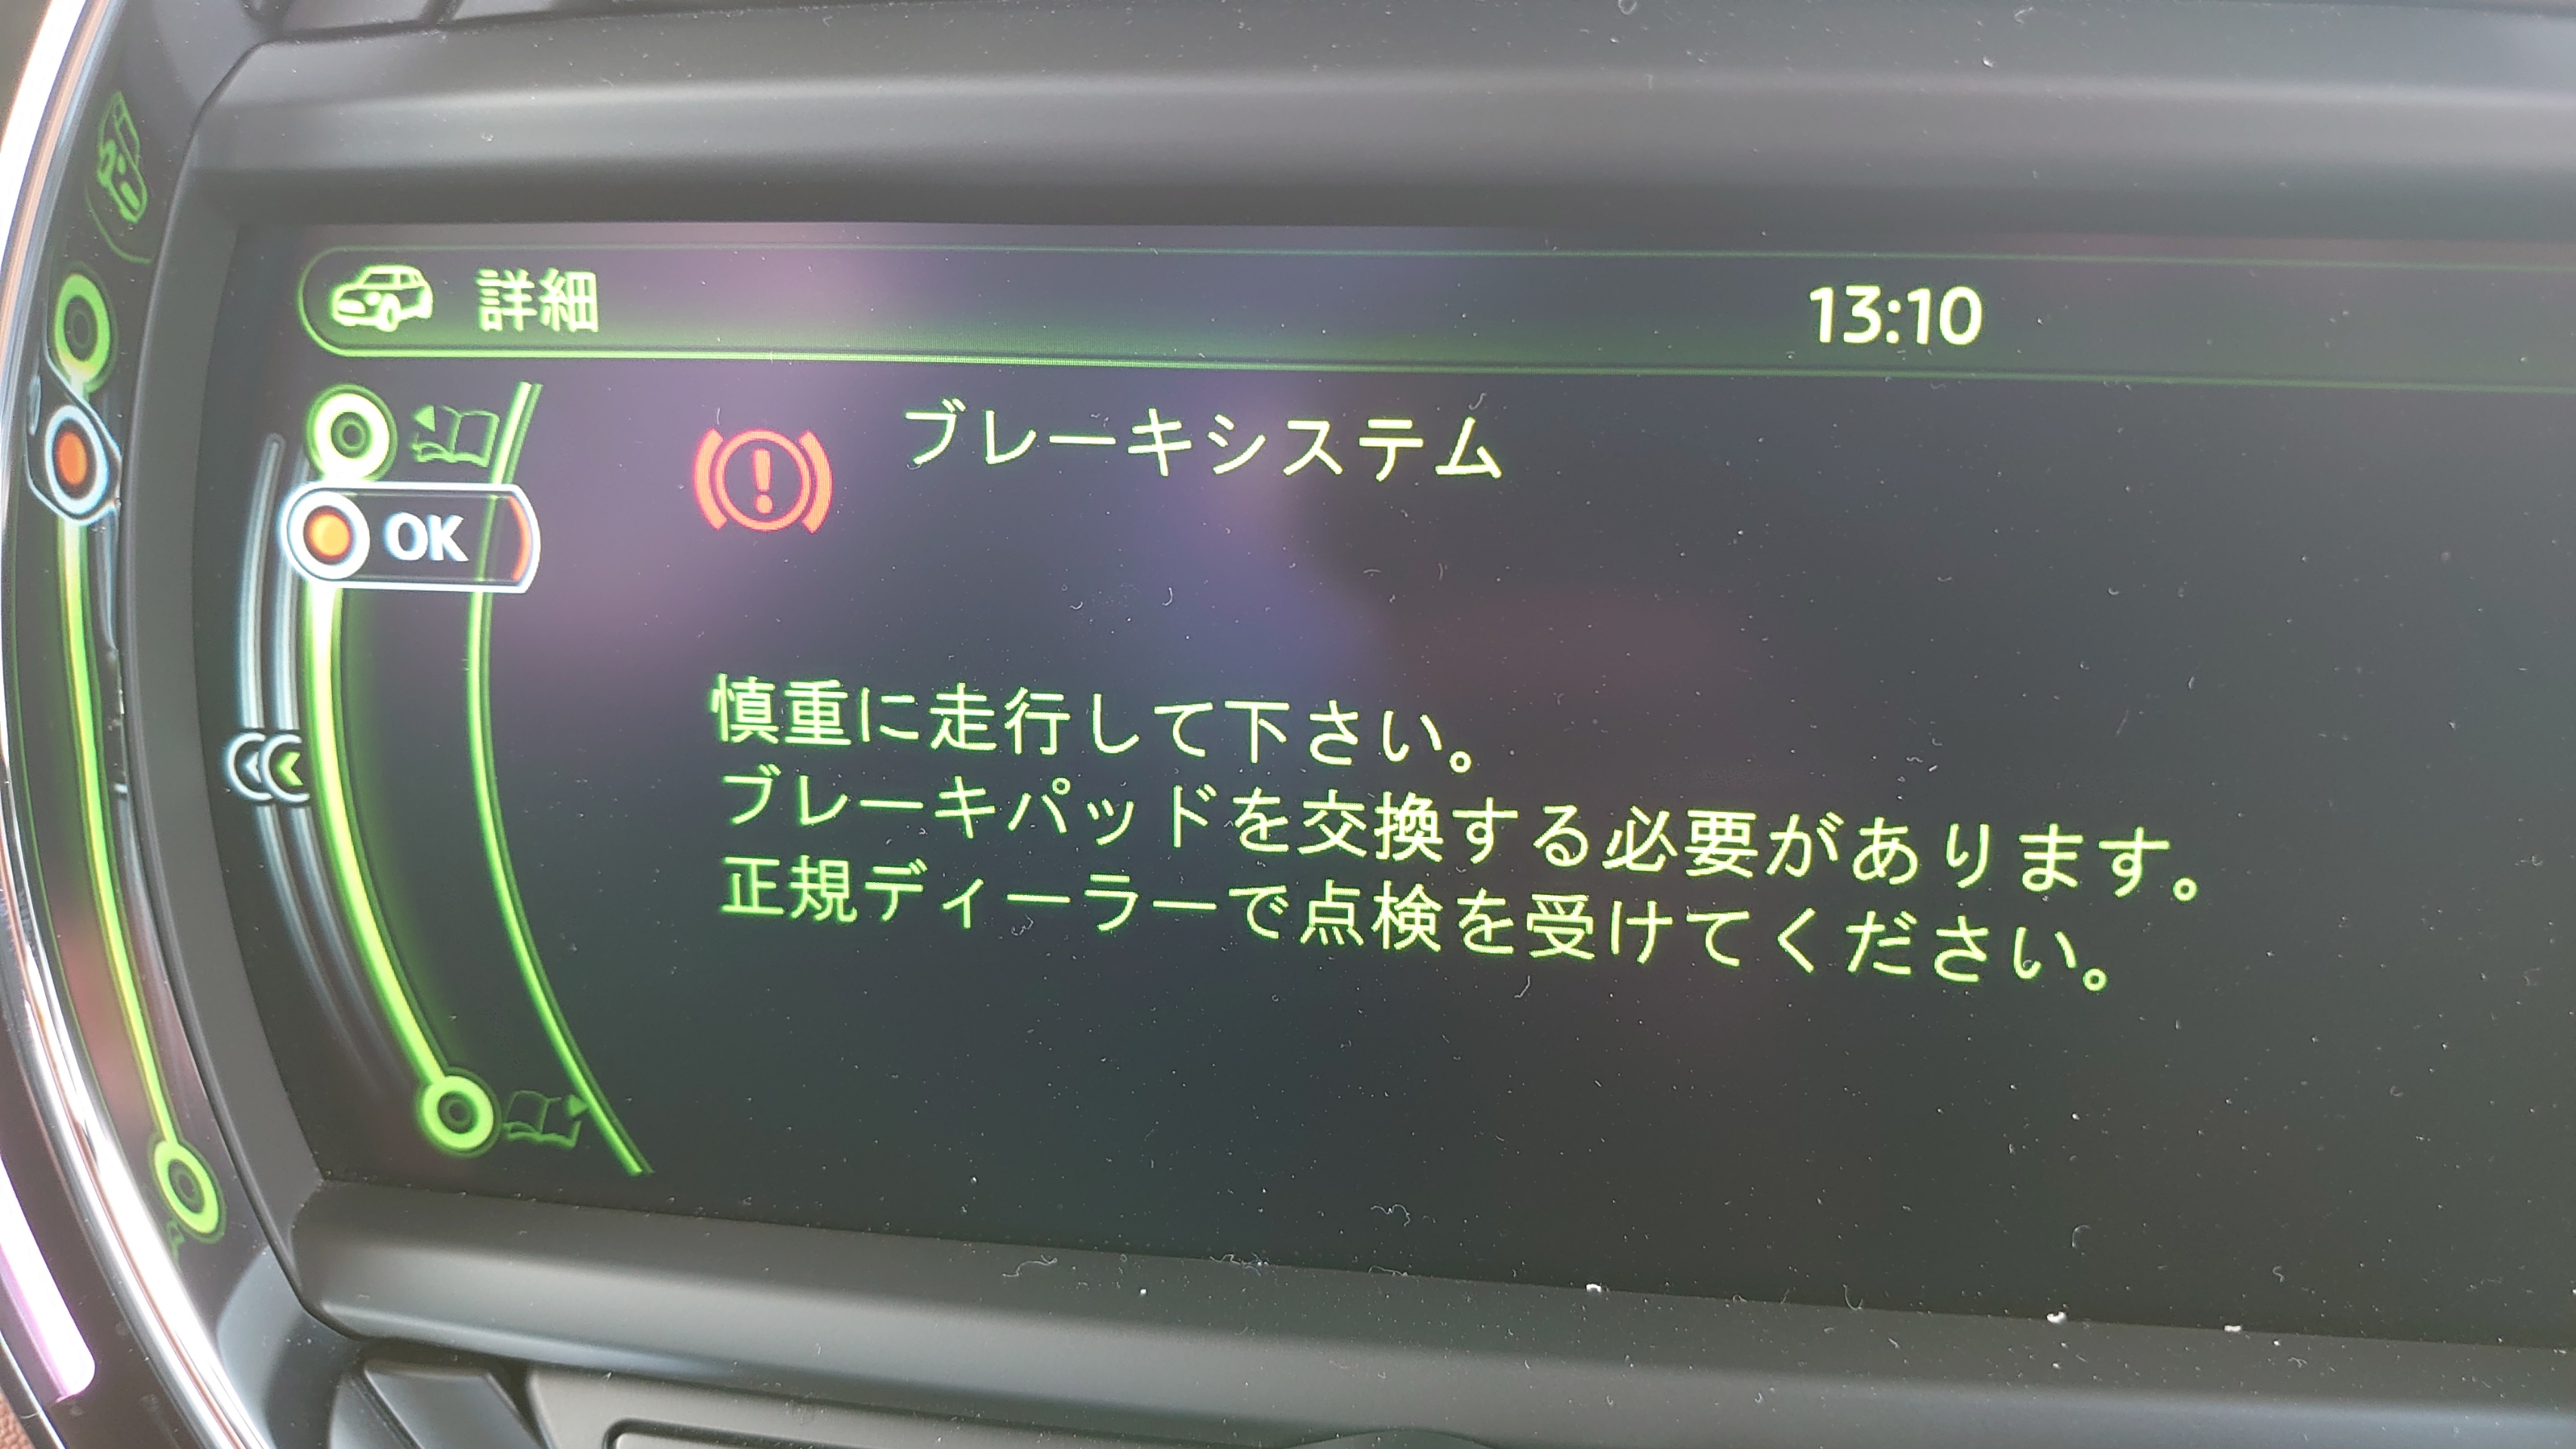 詳細
13:10
ブレーキシステム
OK
慎重に走行して下さい。
ブレーキパッドを交換する必要があります。
正規ディーラーで点検を受けてください。